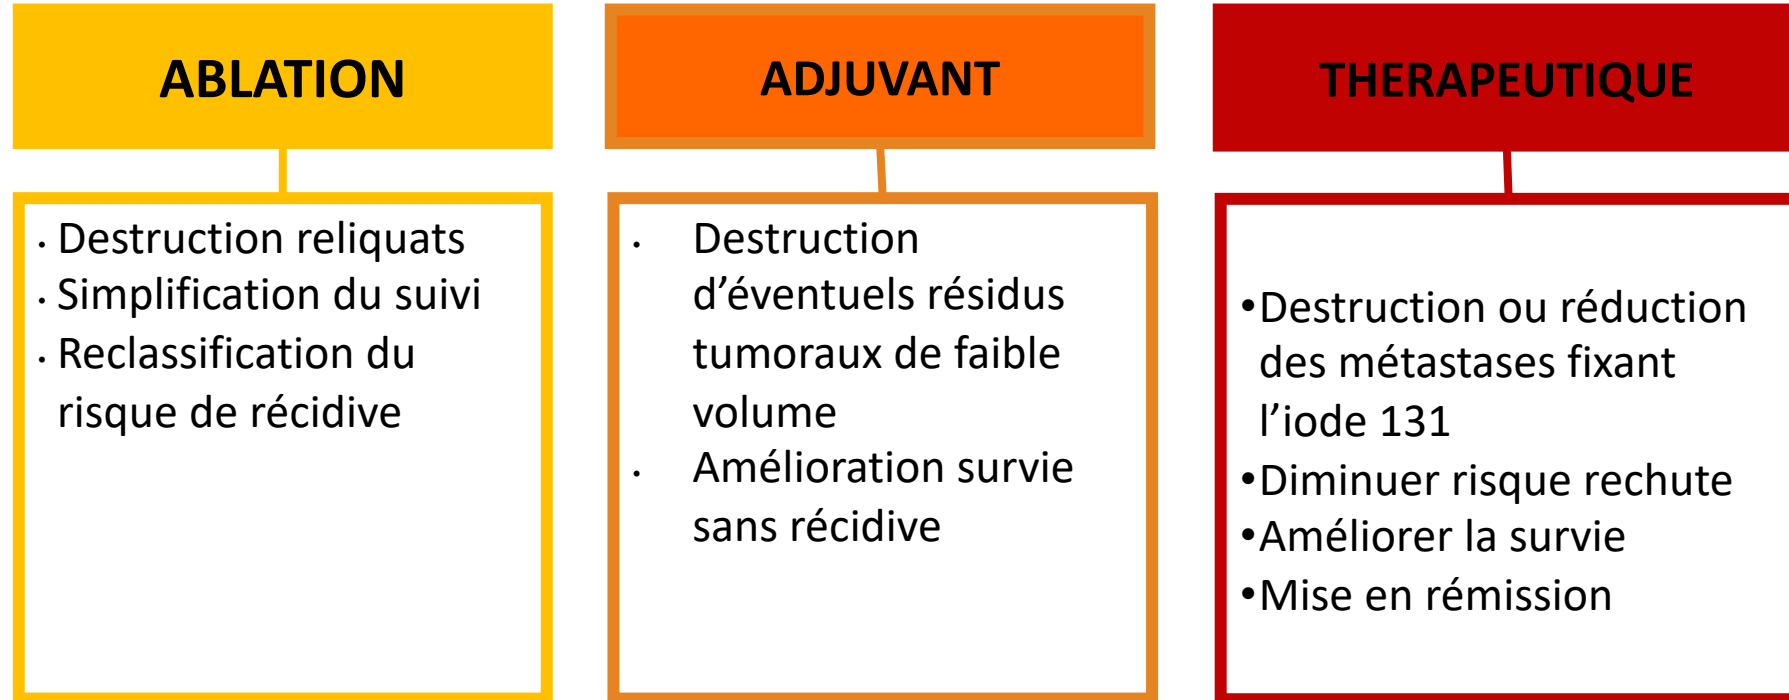 ABLATION
· Destruction reliquats
· Simplification du suivi
· Reclassification du
risque de récidive
ADJUVANT
· Destruction
d’éventuels résidus
tumoraux de faible
volume
· Amélioration survie
sans récidive
THERAPEUTIQUE
•Destruction ou réduction
des métastases fixant
l’iode 131
•Diminuer risque rechute
•Améliorer la survie
•Mise en rémission